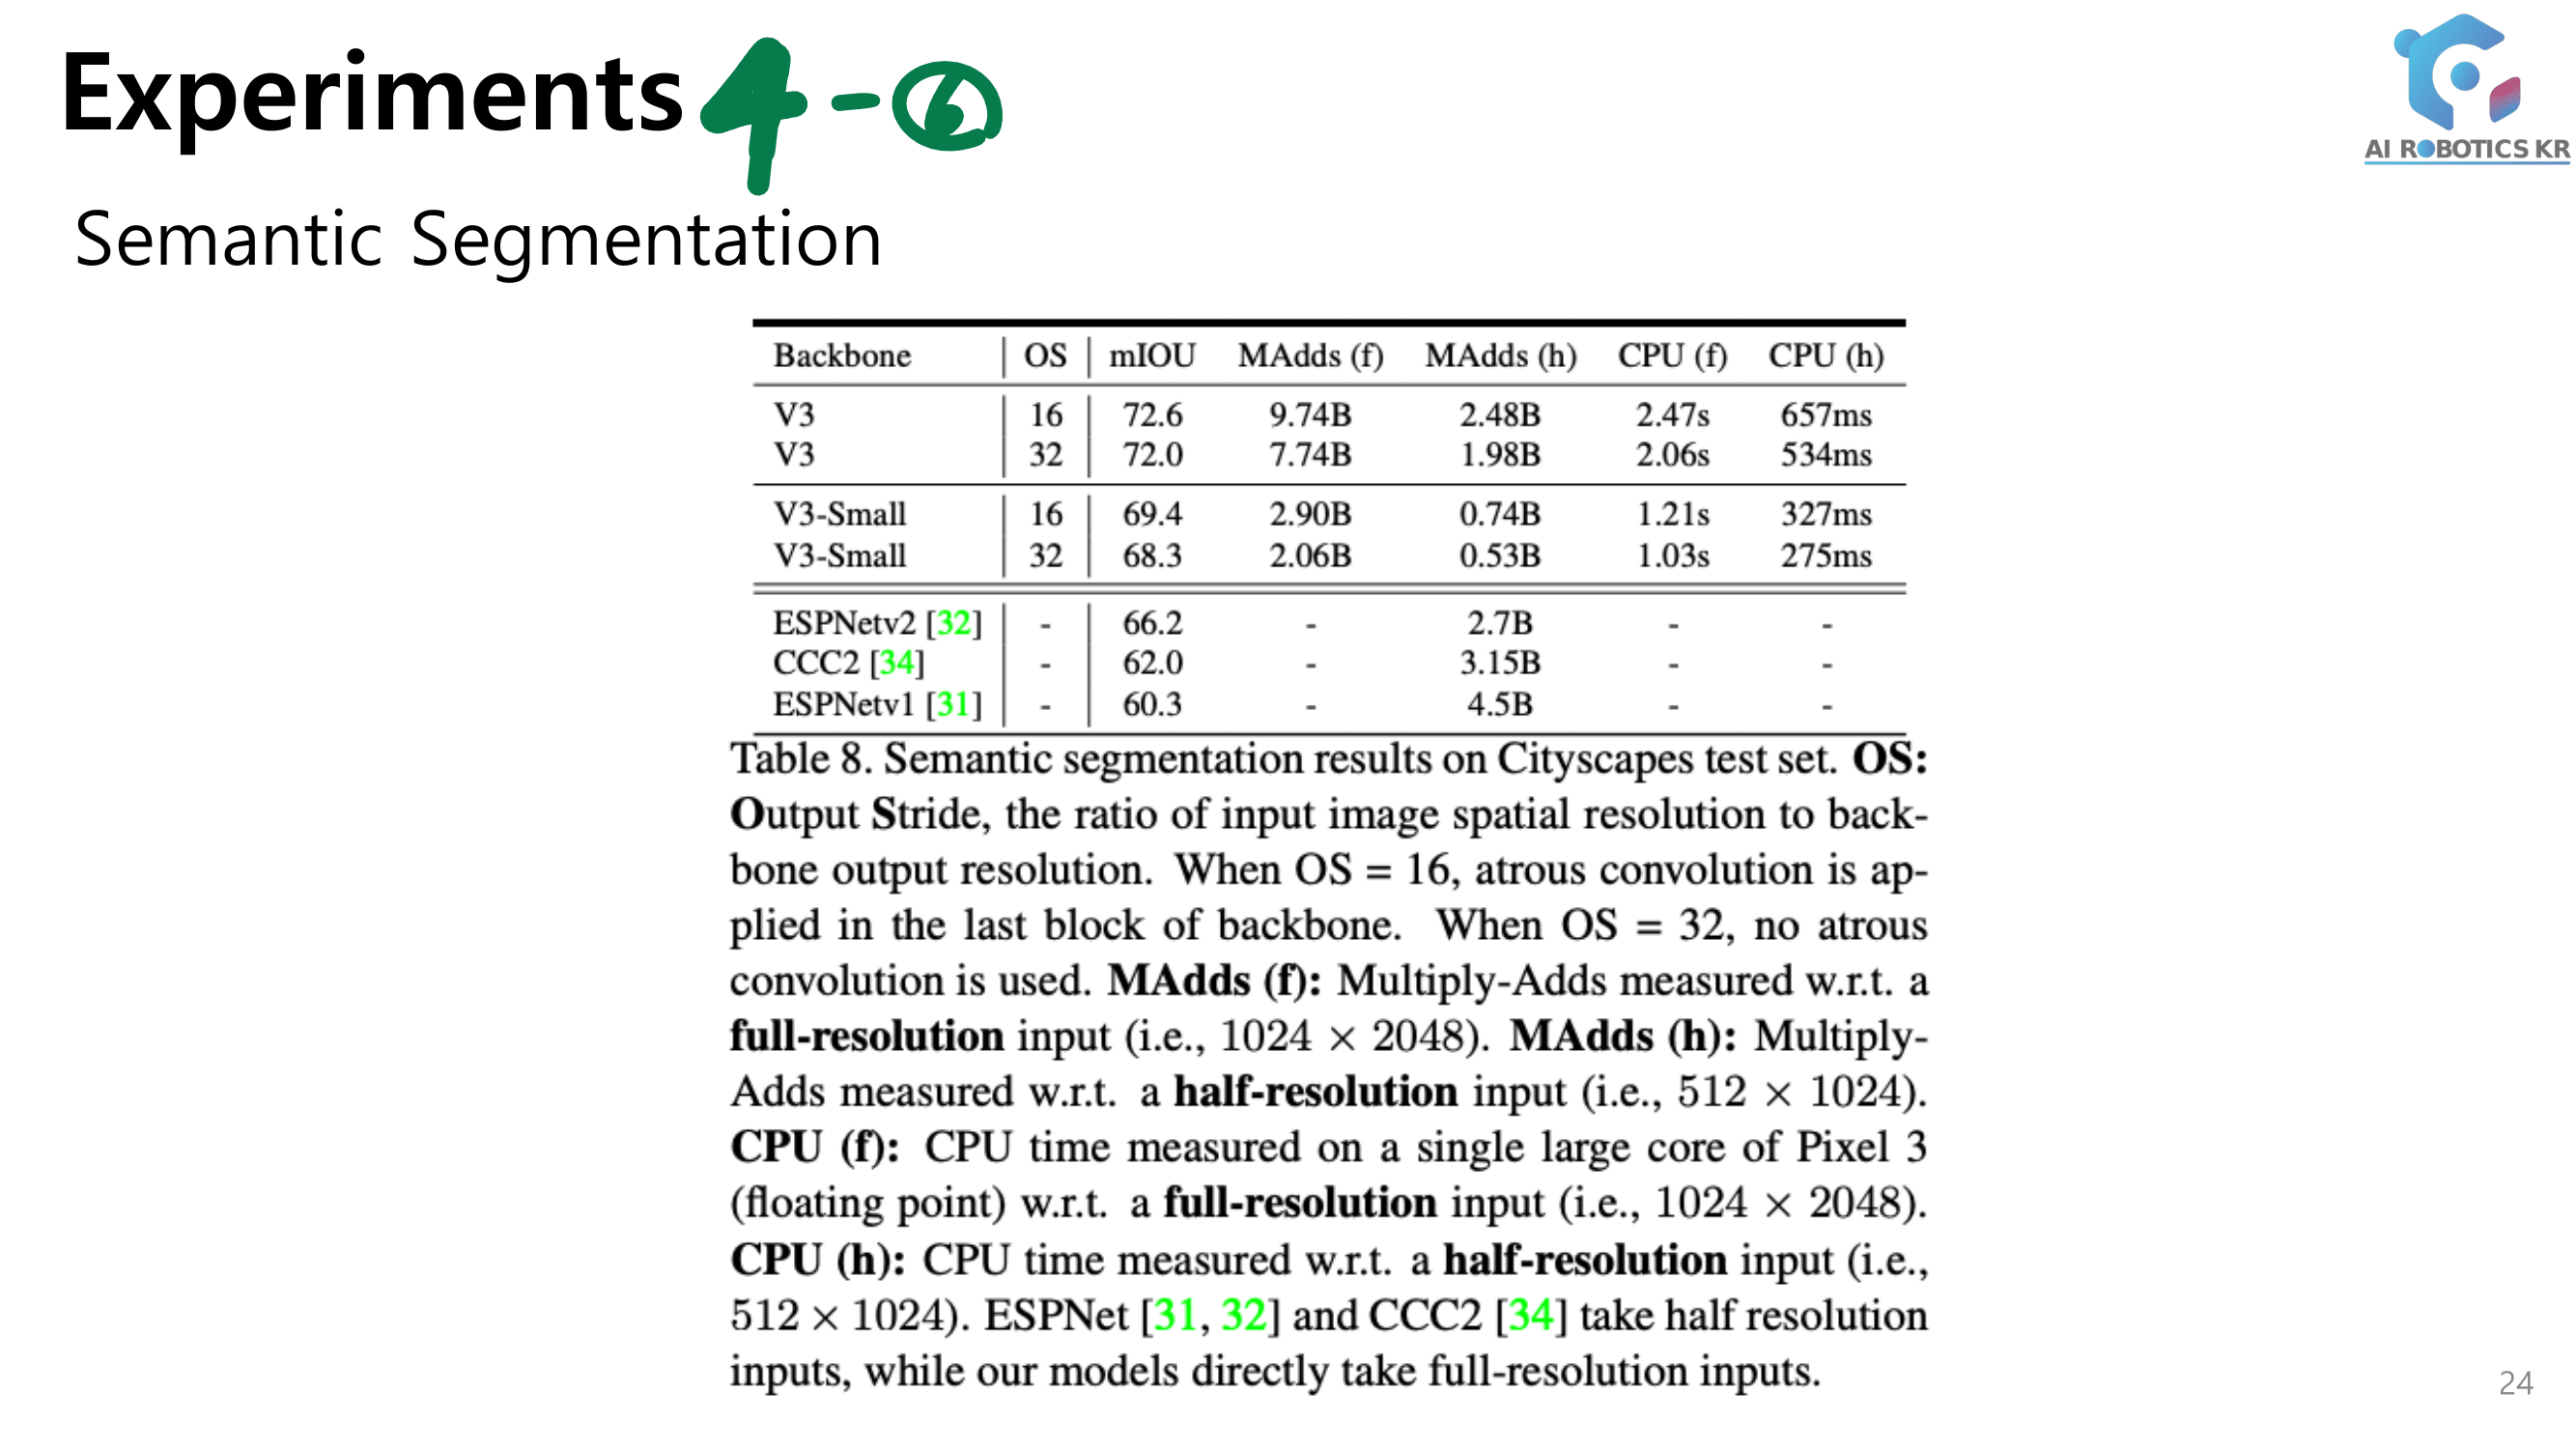 Experiments 4-⑥
AI ROBOTICS KR
Semantic Segmentation
Backbone OS mIOU MAdds (f) MAdds (h) CPU (f) CPU (h)
V3 16 72.6 9.74B 2.48B 2.47s 657ms
V3 32 72.0 7.74B 1.98B 2.06s 534ms
V3-Small 16 69.4 2.90B 0.74B 1.21s 327ms
V3-Small 32 68.3 2.06B 0.53B 1.03s 275ms
ESPNetv2 [32] - 66.2 - 2.7B - -
CCC2 [34] - 62.0 - 3.15B - -
ESPNetv1 [31] - 60.3 - 4.5B - -
Table 8. Semantic segmentation results on Cityscapes test set. OS:
Output Stride, the ratio of input image spatial resolution to back-
bone output resolution. When OS = 16, atrous convolution is ap-
plied in the last block of backbone. When OS = 32, no atrous
convolution is used. MAdds (f): Multiply-Adds measured w.r.t. a
full-resolution input (i.e., 1024 × 2048). MAdds (h): Multiply-
Adds measured w.r.t. a half-resolution input (i.e., 512 × 1024).
CPU (f): CPU time measured on a single large core of Pixel 3
(floating point) w.r.t. a full-resolution input (i.e., 1024 × 2048).
CPU (h): CPU time measured w.r.t. a half-resolution input (i.e.,
512 × 1024). ESPNet [31, 32] and CCC2 [34] take half resolution
inputs, while our models directly take full-resolution inputs.
24